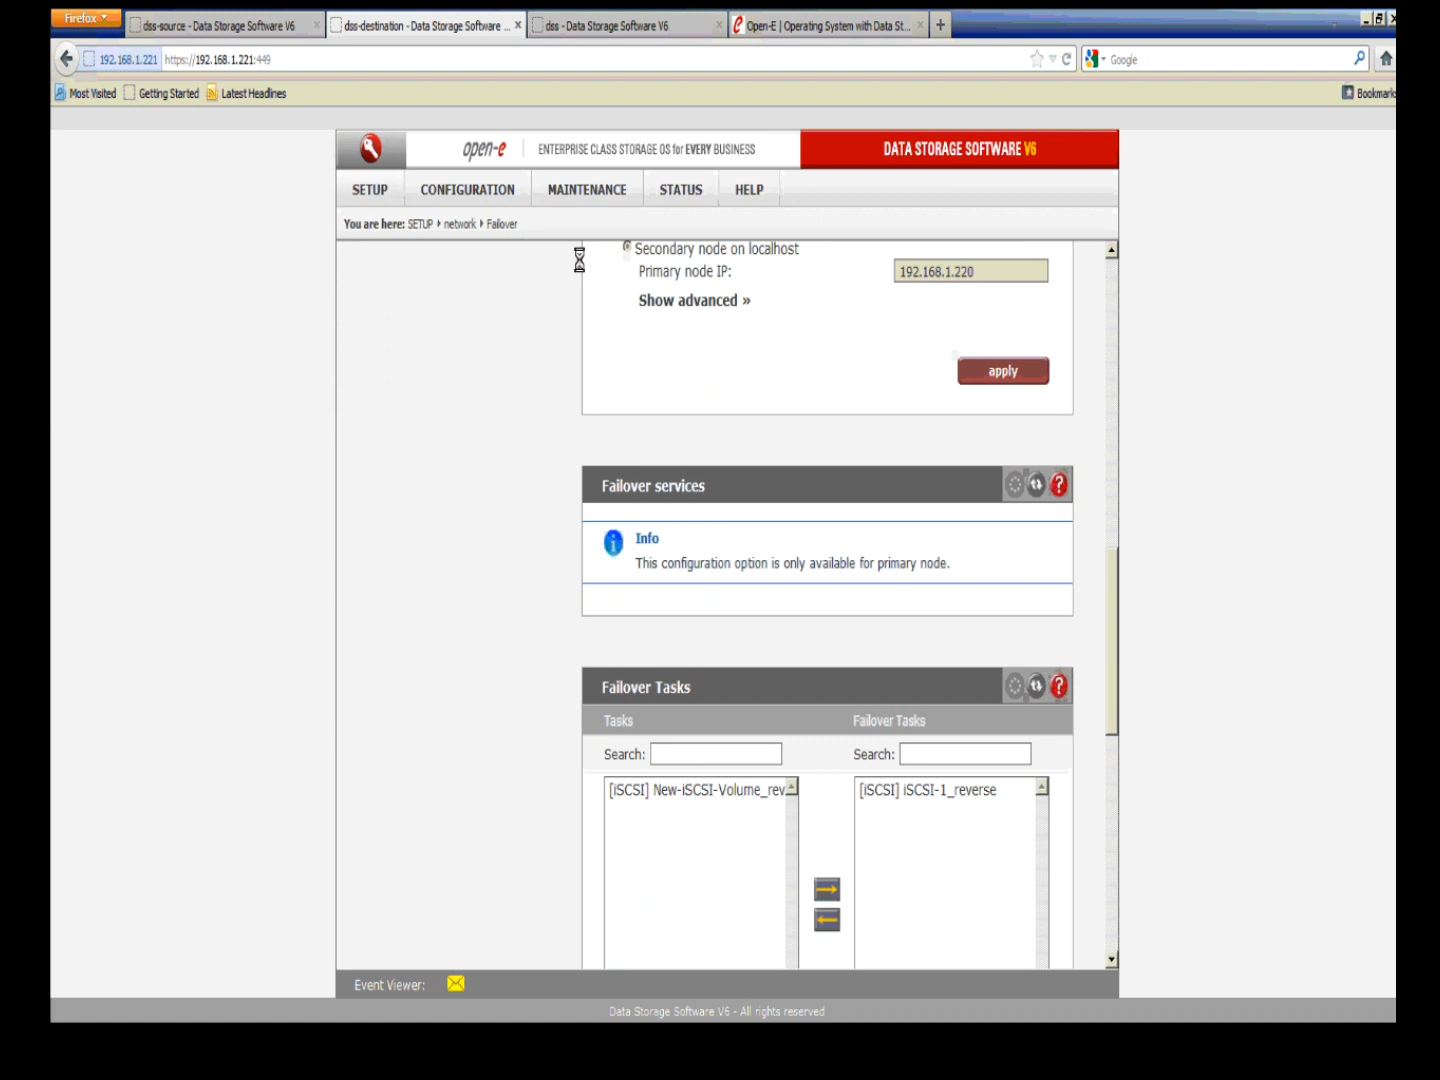 Firefox
dss-source - Data Storage Software V6
dss-destination - Data Storage Software ...
dss - Data Storage Software V6
Open-E | Operating System with Data St...
192.168.1.221 https://192.168.1.221:449
Google
Most Visited Getting Started Latest Headlines
Bookmark
open-e
ENTERPRISE CLASS STORAGE OS for EVERY BUSINESS
DATA STORAGE SOFTWARE V6
SETUP CONFIGURATION MAINTENANCE STATUS HELP
You are here: SETUP network Failover
Secondary node on localhost
Primary node IP: 192.168.1.220
Show advanced »
apply
Failover services
Info
This configuration option is only available for primary node.
Failover Tasks
Tasks Failover Tasks
Search: Search:
[iSCSI] New-iSCSI-Volume_rev [iSCSI] iSCSI-1_reverse
Event Viewer:
Data Storage Software V6 - All rights reserved